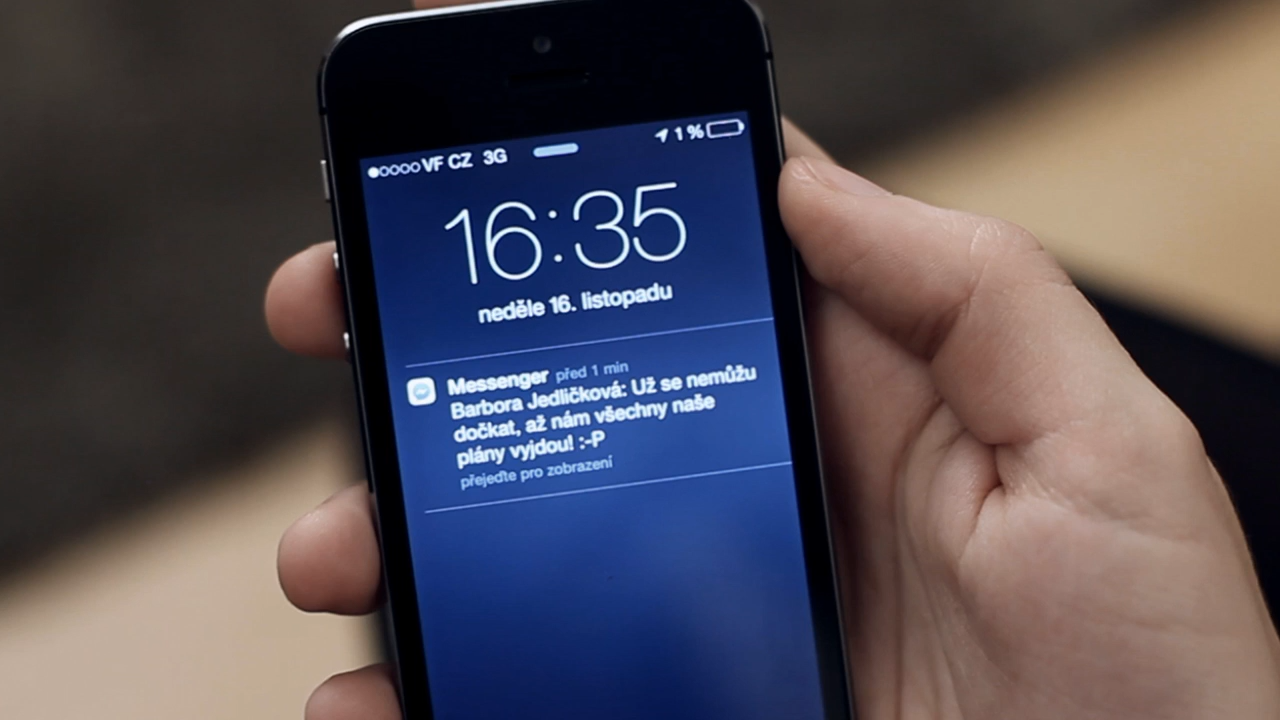 VF CZ 3G 1 %
16:35
neděle 16. listopadu
Messenger před 1 min
Barbora Jedličková: Už se nemůžu
dočkat, až nám všechny naše
plány vyjdou! :-P
přejeďte pro zobrazení